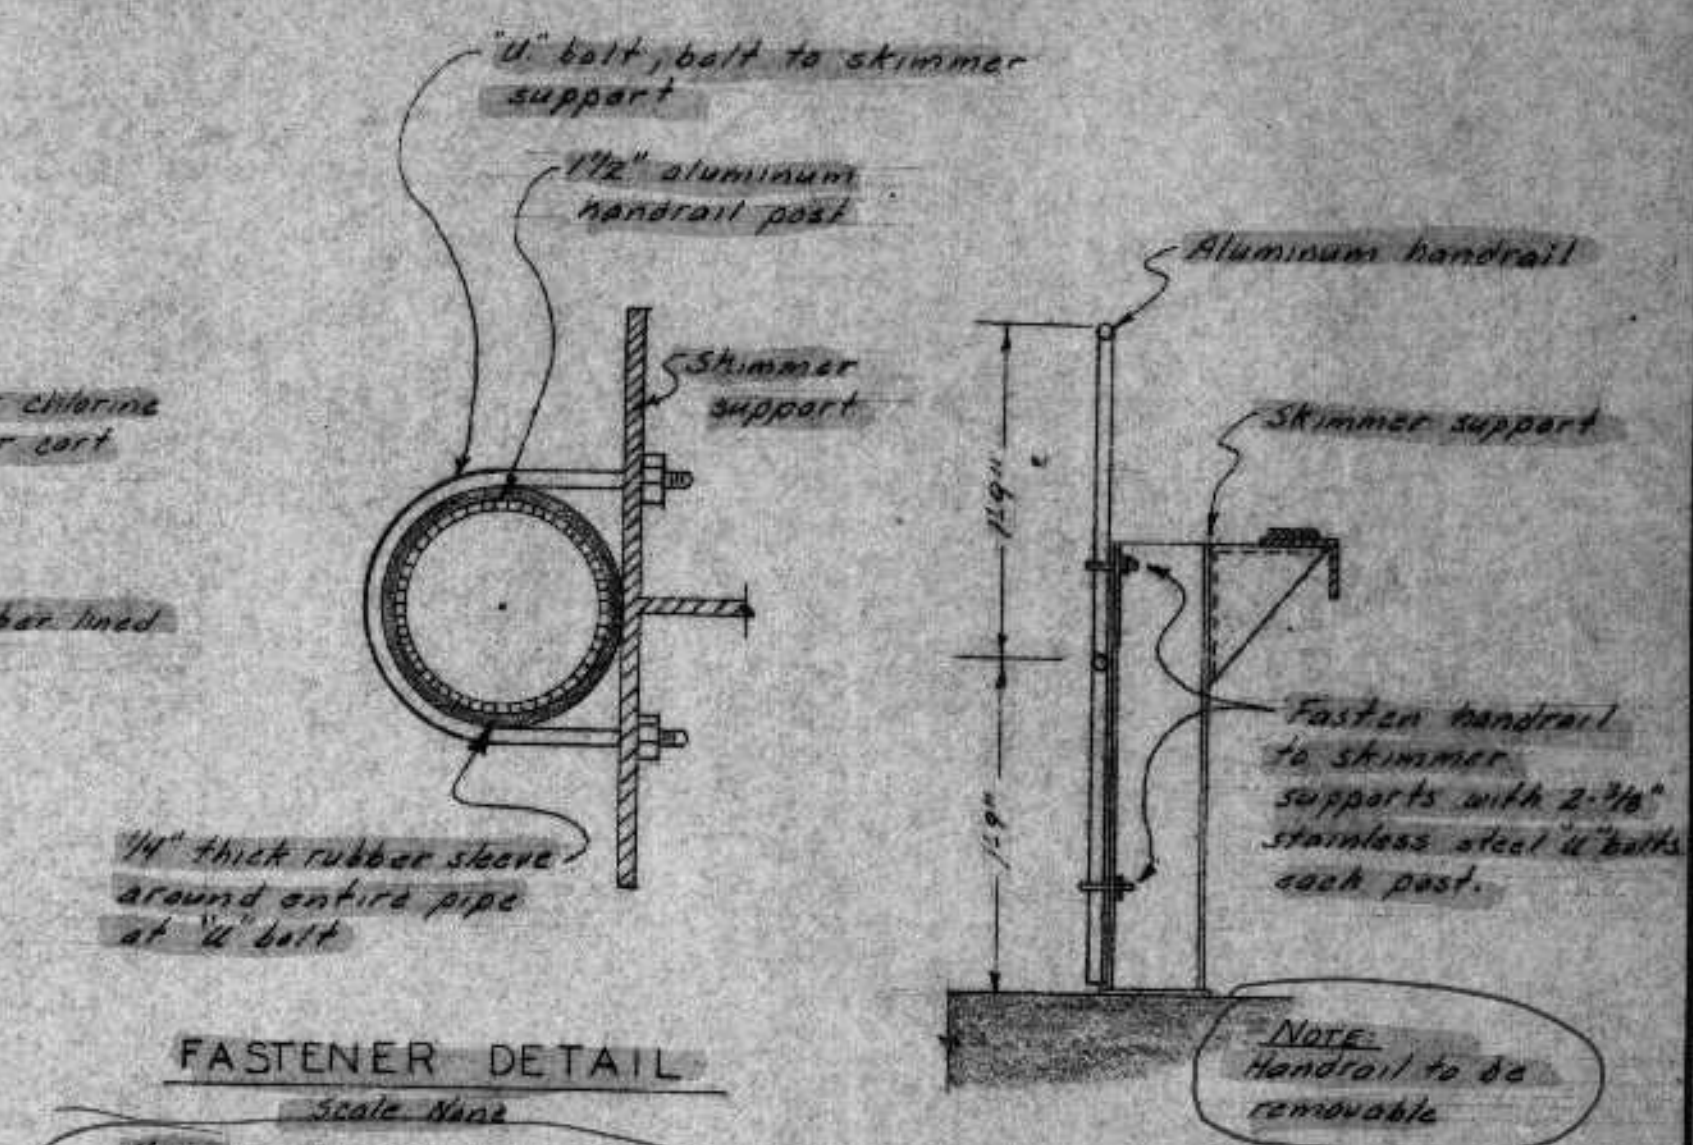 "U" bolt, bolt to skimmer
support
1 1/2" aluminum
handrail post
Skimmer
support
chlorine
cart
lined
1/4" thick rubber sleeve
around entire pipe
at "U" bolt
FASTENER DETAIL
Scale None
Aluminum handrail
Skimmer support
1'-9"
1'-9"
Fasten handrail
to skimmer
supports with 2-3/8"
stainless steel "U" bolts
each post.
NOTE:
Handrail to be
removable